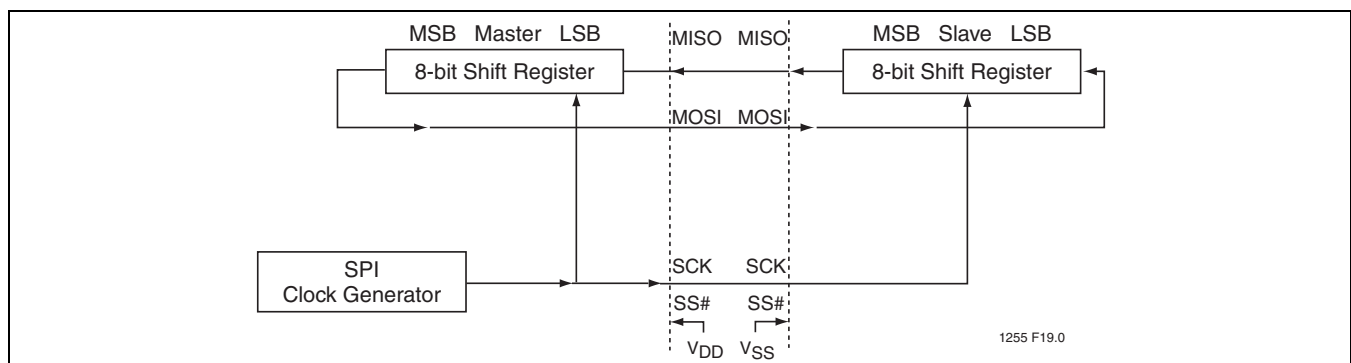 MSB Master LSB
MISO MISO
MSB Slave LSB
8-bit Shift Register
8-bit Shift Register
MOSI MOSI
SPI
Clock Generator
SCK SCK
SS# SS#
VDD VSS
1255 F19.0